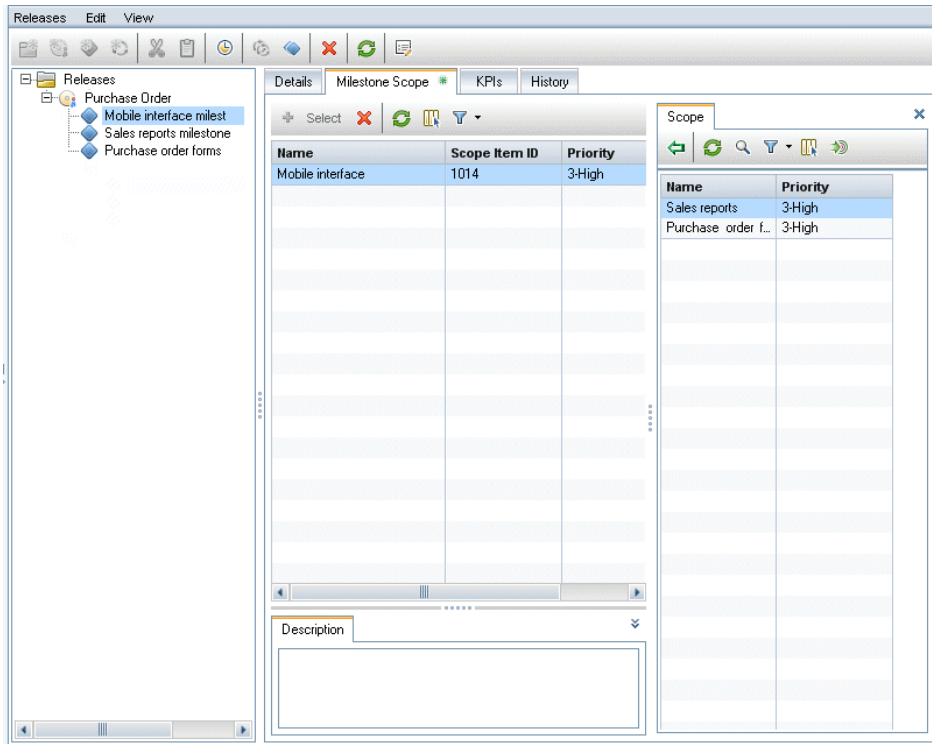 Releases Edit View
Releases
Purchase Order
Mobile interface milest
Sales reports milestone
Purchase order forms
Details Milestone Scope * KPIs History
Select
Name Scope Item ID Priority
Mobile interface 1014 3-High
Description
Scope
Name Priority
Sales reports 3-High
Purchase order f... 3-High